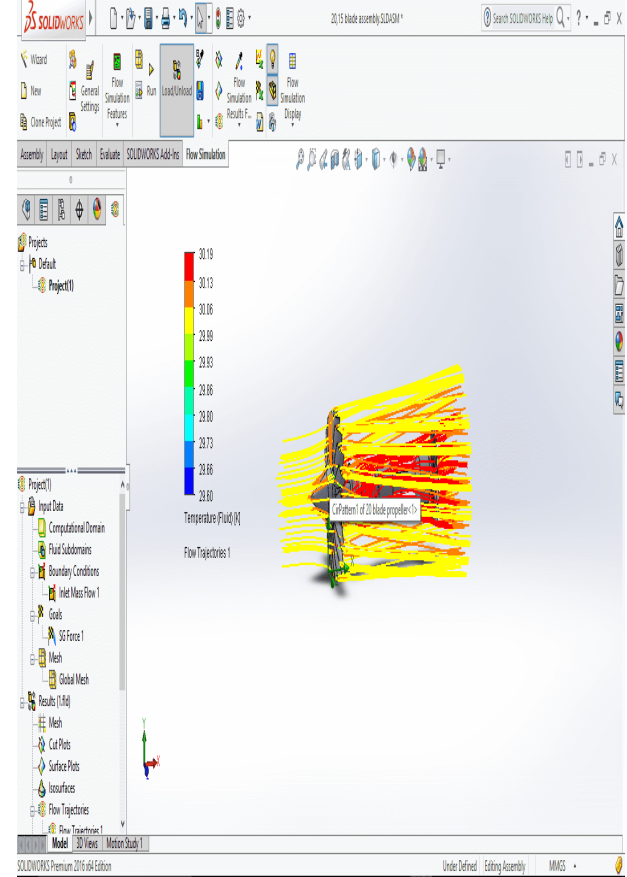 SOLIDWORKS
20,15 blade assembly.SLDASM *
Search SOLIDWORKS Help
?
Wizard
New
Clone Project
General Settings
Flow Simulation Features
Run
Load/Unload
Flow Simulation Results F...
Flow Simulation Display
Assembly
Layout
Sketch
Evaluate
SOLIDWORKS Add-Ins
Flow Simulation
Projects
Default
Project(1)
30.19
30.13
30.06
29.99
29.93
29.86
29.80
29.73
29.66
29.60
Temperature (Fluid) [K]
Flow Trajectories 1
CirPattern1 of 20 blade propeller<1>
X
Project(1)
Input Data
Computational Domain
Fluid Subdomains
Boundary Conditions
Inlet Mass Flow 1
Goals
SG Force 1
Mesh
Global Mesh
Results (1.fld)
Mesh
Cut Plots
Surface Plots
Isosurfaces
Flow Trajectories
Flow Trajectories 1
Y
X
Model
3D Views
Motion Study 1
SOLIDWORKS Premium 2016 x64 Edition
Under Defined
Editing Assembly
MMGS